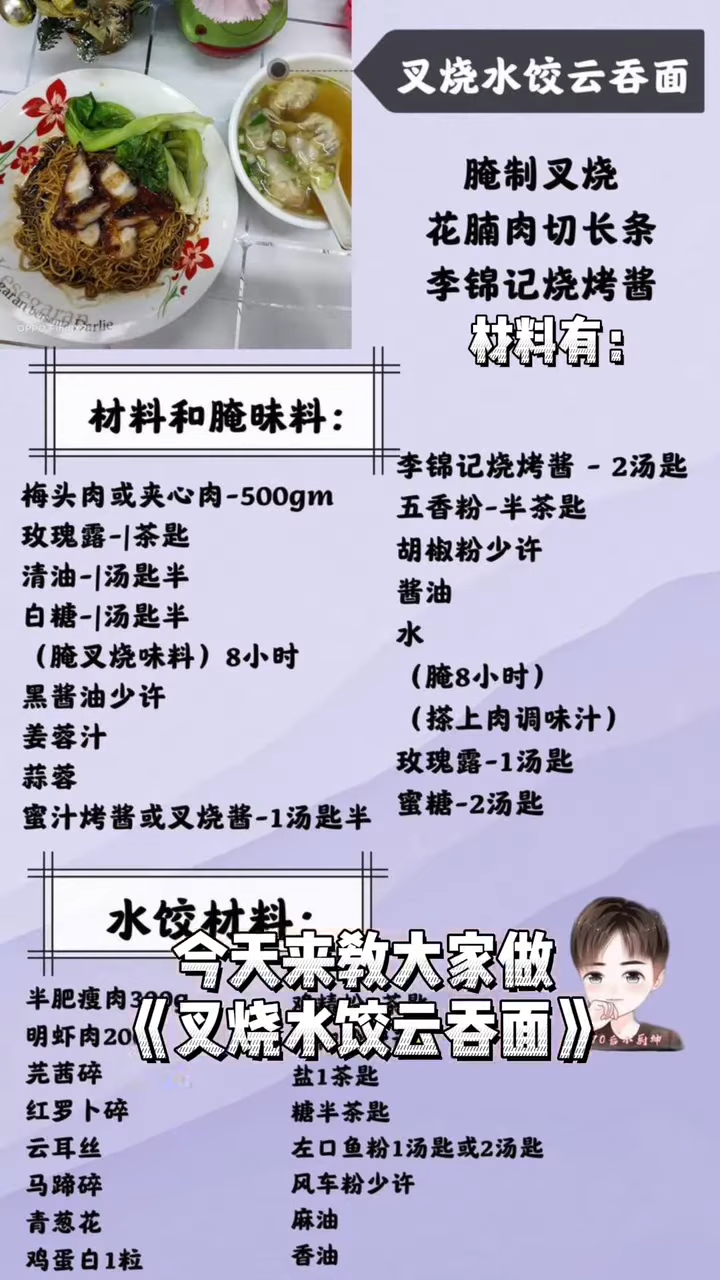 叉烧水饺云吞面
腌制叉烧
花腩肉切长条
李锦记烧烤酱
材料有：
材料和腌味料：
梅头肉或夹心肉-500gm
玫瑰露-|茶匙
清油-|汤匙半
白糖-|汤匙半
（腌叉烧味料）8小时
黑酱油少许
姜蓉汁
蒜蓉
蜜汁烤酱或叉烧酱-1汤匙半
李锦记烧烤酱 - 2汤匙
五香粉-半茶匙
胡椒粉少许
酱油
水
（腌8小时）
（搽上肉调味汁）
玫瑰露-1汤匙
蜜糖-2汤匙
水饺材料：
今天来教大家做
《叉烧水饺云吞面》
半肥瘦肉
明虾肉
芫茜碎
红罗卜碎
云耳丝
马蹄碎
青葱花
鸡蛋白1粒
盐1茶匙
糖半茶匙
左口鱼粉1汤匙或2汤匙
风车粉少许
麻油
香油